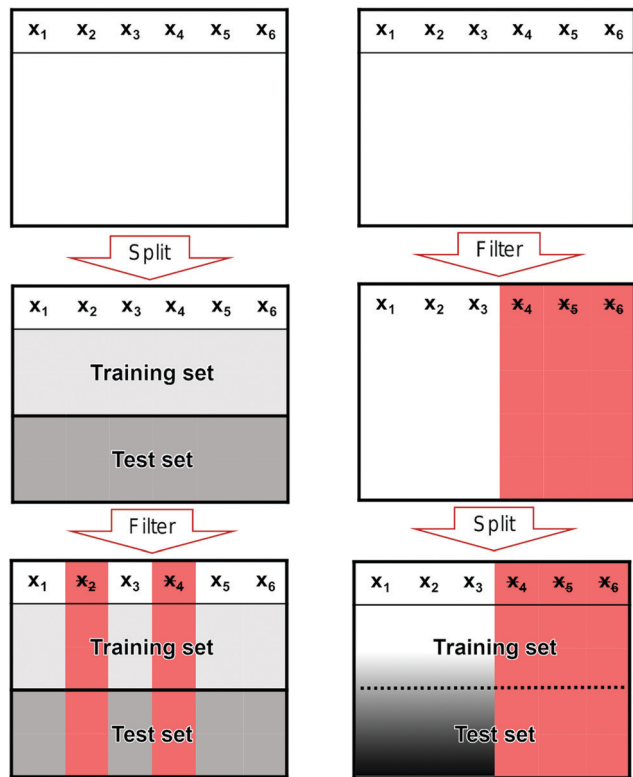 x₁ x₂ x₃ x₄ x₅ x₆
Split
x₁ x₂ x₃ x₄ x₅ x₆
Training set
Test set
Filter
x₁ x₂ x₃ x₄ x₅ x₆
Training set
Test set
x₁ x₂ x₃ x₄ x₅ x₆
Filter
x₁ x₂ x₃ x₄ x₅ x₆
Split
x₁ x₂ x₃ x₄ x₅ x₆
Training set
Test set